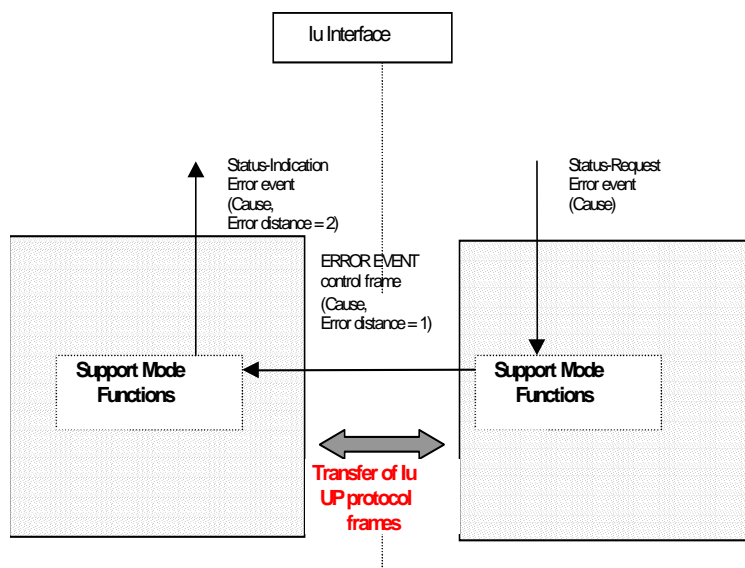 Iu Interface
Status-Indication
Error event
(Cause,
Error distance = 2)
Status-Request
Error event
(Cause)
ERROR EVENT
control frame
(Cause,
Error distance = 1)
Support Mode
Functions
Support Mode
Functions
Transfer of Iu
UP protocol
frames